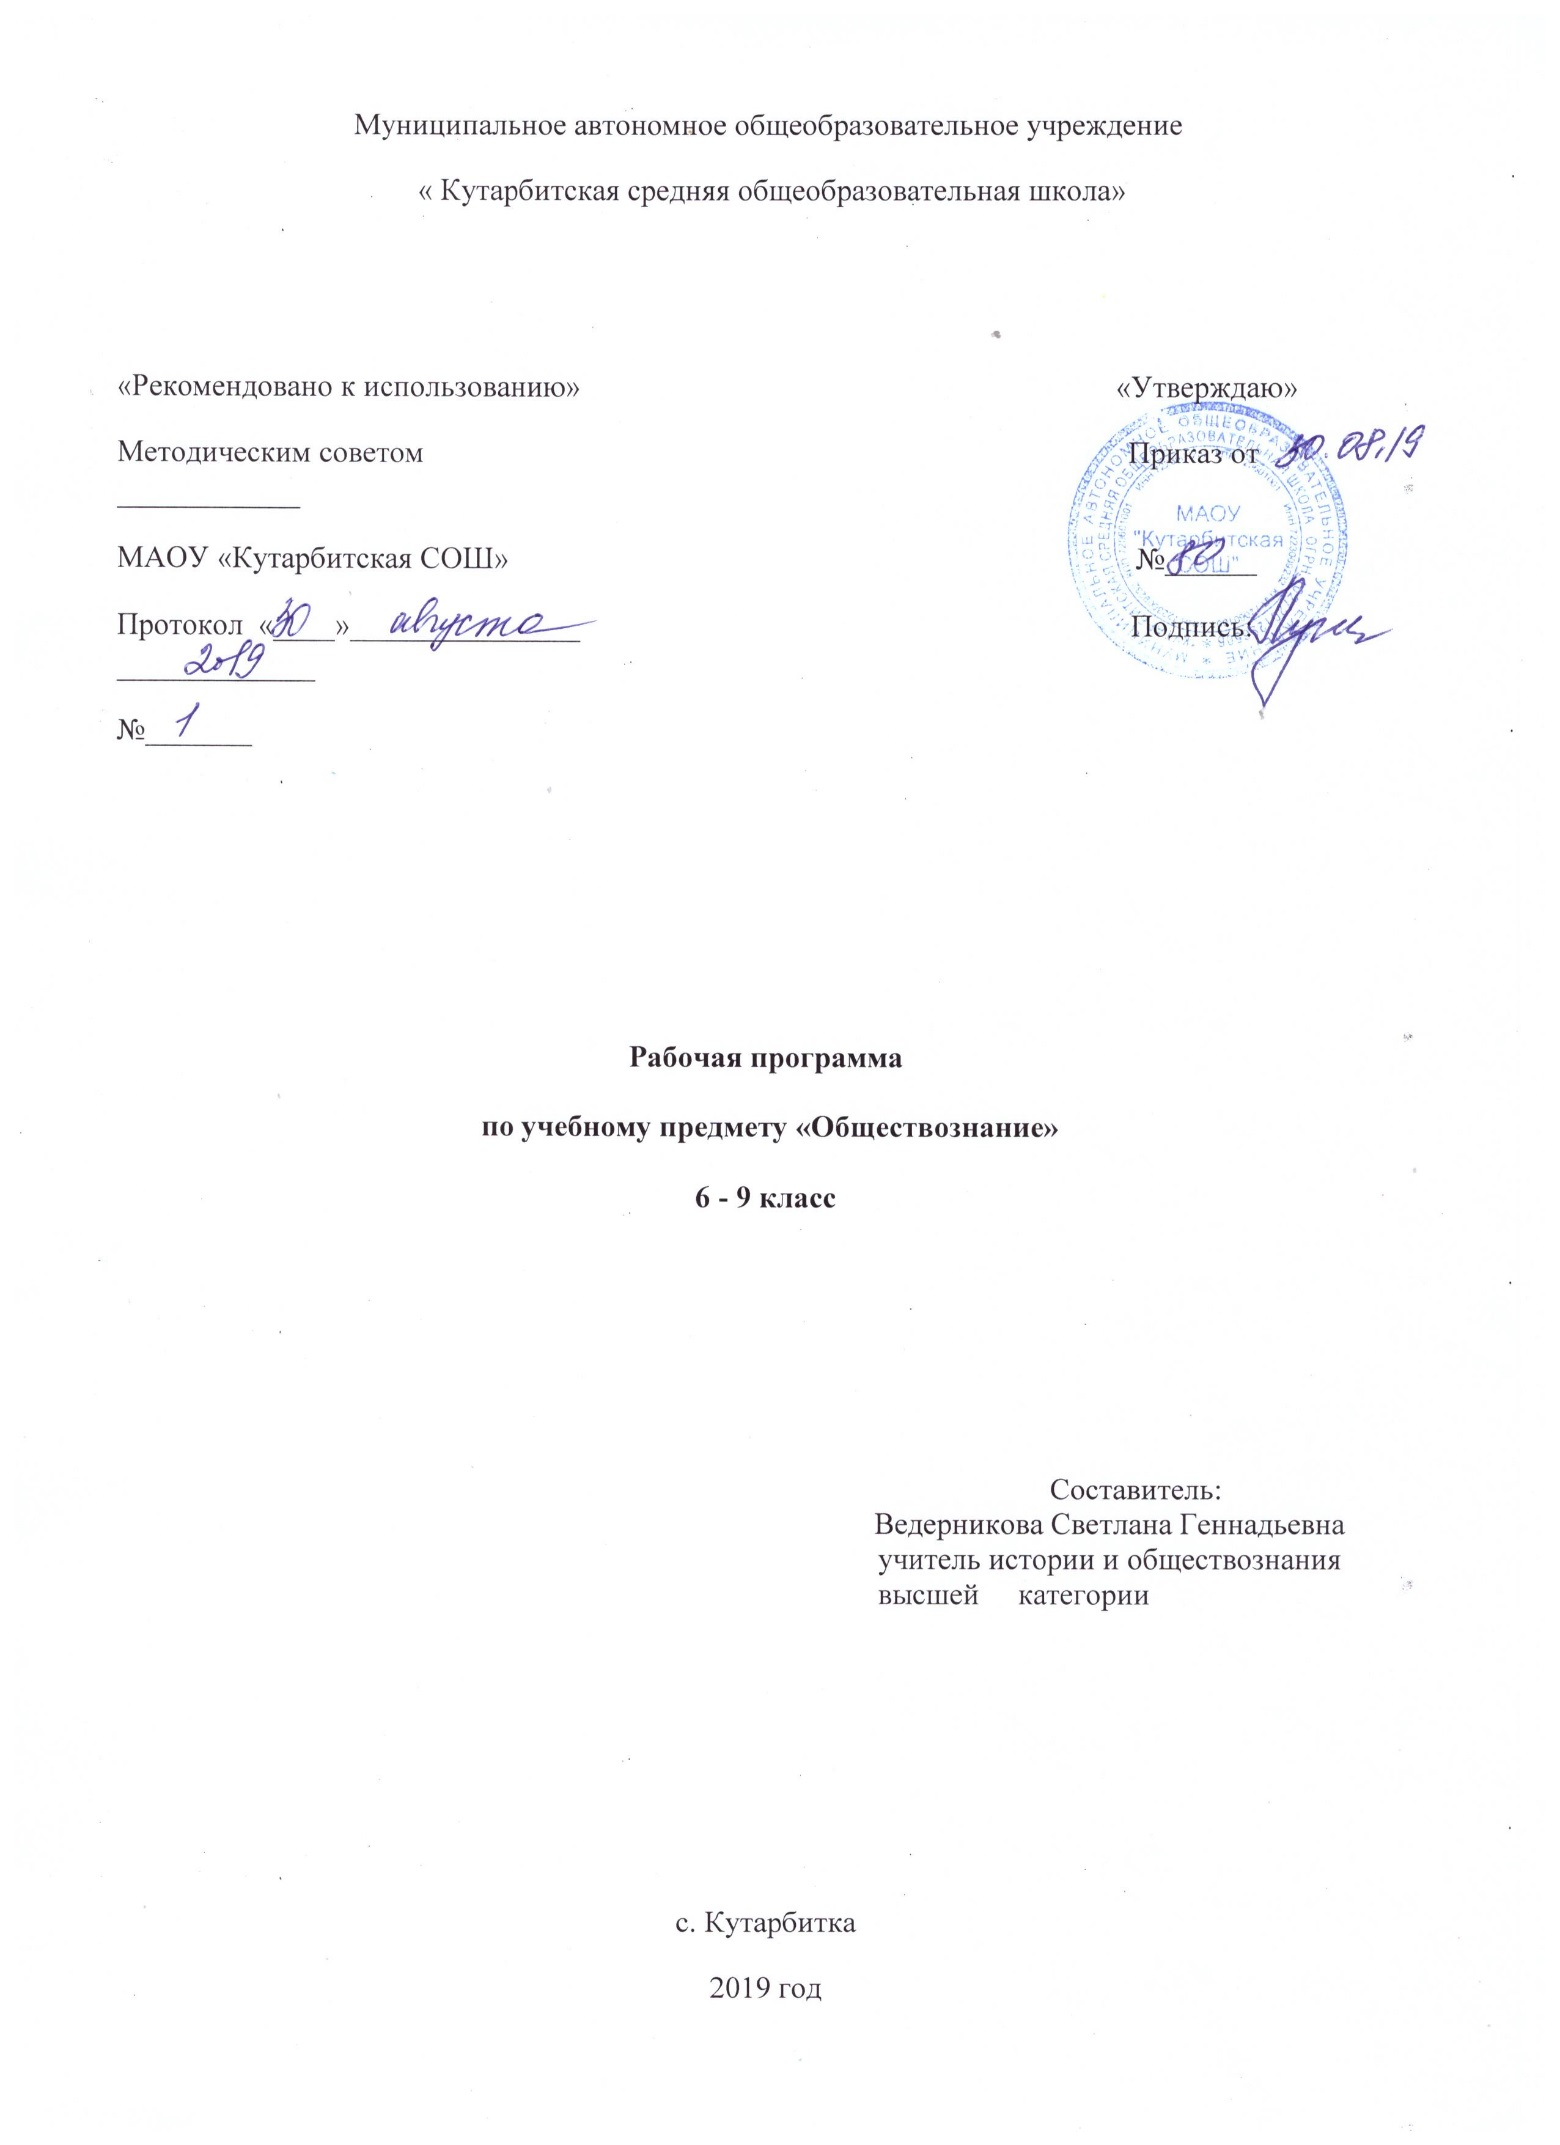 Муниципальное автономное общеобразовательное учреждение
« Кутарбитская средняя общеобразовательная школа»
«Рекомендовано к использованию»
Методическим советом
____________
МАОУ «Кутарбитская СОШ»
Протокол «30» августа
2019
№ 1
«Утверждаю»
Приказ от 30.08.19
№ 80
Подпись:
МАОУ
"Кутарбитская
СОШ"
Рабочая программа
по учебному предмету «Обществознание»
6 - 9 класс
Составитель:
Ведерникова Светлана Геннадьевна
учитель истории и обществознания
высшей категории
с. Кутарбитка
2019 год